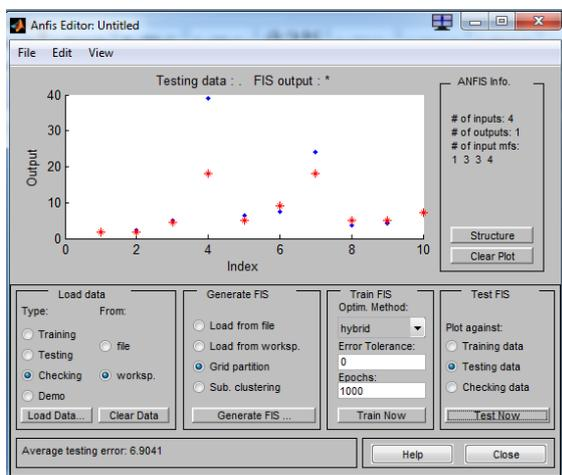 Anfis Editor: Untitled
File Edit View
Testing data : . FIS output : *
Output
40
30
20
10
0
0 2 4 6 8 10
Index
ANFIS Info.
# of inputs: 4
# of outputs: 1
# of input mfs:
1 3 3 4
Structure
Clear Plot
Load data
Type: From:
Training
Testing
Checking
Demo
file
worksp.
Load Data... Clear Data
Generate FIS
Load from file
Load from worksp.
Grid partition
Sub. clustering
Generate FIS ...
Train FIS
Optim. Method:
hybrid
Error Tolerance:
0
Epochs:
1000
Train Now
Test FIS
Plot against:
Training data
Testing data
Checking data
Test Now
Average testing error: 6.9041
Help Close